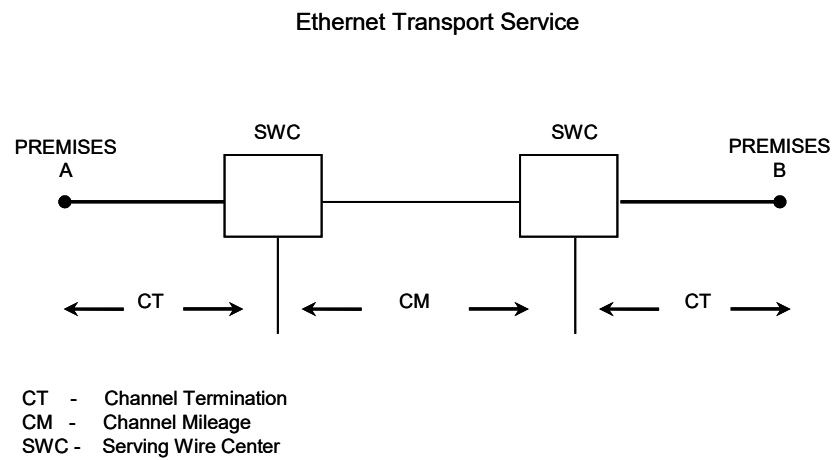 Ethernet Transport Service
SWC
SWC
PREMISES
A
PREMISES
B
CT
CM
CT
CT - Channel Termination
CM - Channel Mileage
SWC - Serving Wire Center